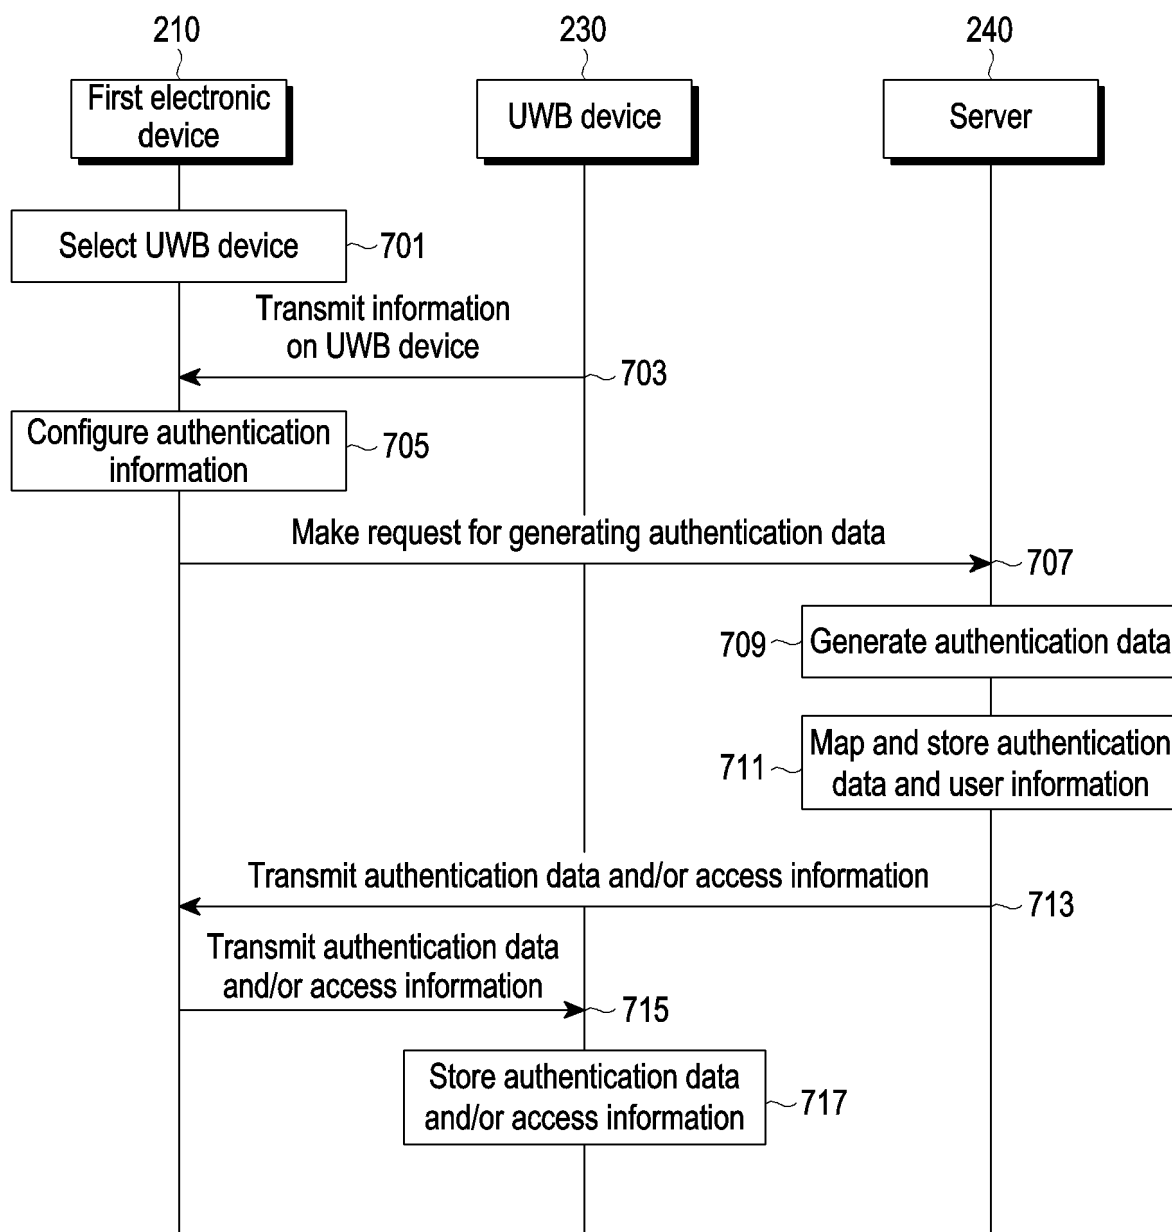 210
230
240
First electronic
device
UWB device
Server
Select UWB device
701
Transmit information
on UWB device
703
Configure authentication
information
705
Make request for generating authentication data
707
709
Generate authentication data
711
Map and store authentication
data and user information
Transmit authentication data and/or access information
713
Transmit authentication data
and/or access information
715
Store authentication data
and/or access information
717